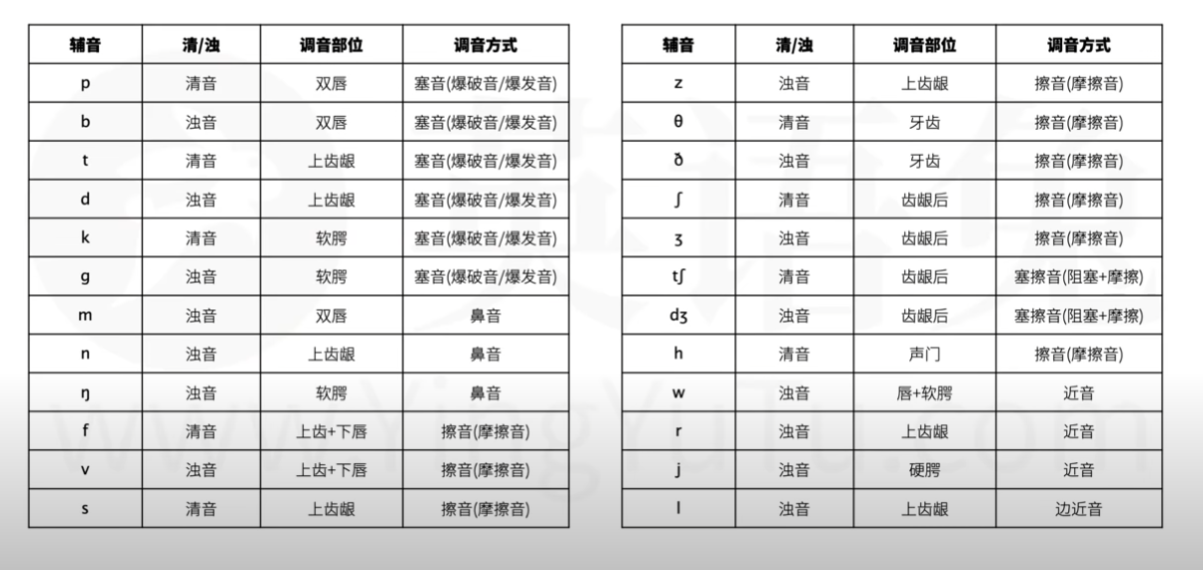 辅音 清/浊 调音部位 调音方式
p 清音 双唇 塞音(爆破音/爆发音)
b 浊音 双唇 塞音(爆破音/爆发音)
t 清音 上齿龈 塞音(爆破音/爆发音)
d 浊音 上齿龈 塞音(爆破音/爆发音)
k 清音 软腭 塞音(爆破音/爆发音)
g 浊音 软腭 塞音(爆破音/爆发音)
m 浊音 双唇 鼻音
n 浊音 上齿龈 鼻音
ŋ 浊音 软腭 鼻音
f 清音 上齿+下唇 擦音(摩擦音)
v 浊音 上齿+下唇 擦音(摩擦音)
s 清音 上齿龈 擦音(摩擦音)
辅音 清/浊 调音部位 调音方式
z 浊音 上齿龈 擦音(摩擦音)
θ 清音 牙齿 擦音(摩擦音)
ð 浊音 牙齿 擦音(摩擦音)
ʃ 清音 齿龈后 擦音(摩擦音)
ʒ 浊音 齿龈后 擦音(摩擦音)
tʃ 清音 齿龈后 塞擦音(阻塞+摩擦)
dʒ 浊音 齿龈后 塞擦音(阻塞+摩擦)
h 清音 声门 擦音(摩擦音)
w 浊音 唇+软腭 近音
r 浊音 上齿龈 近音
j 浊音 硬腭 近音
l 浊音 上齿龈 边近音
英语兔
www.YingYuTu.com